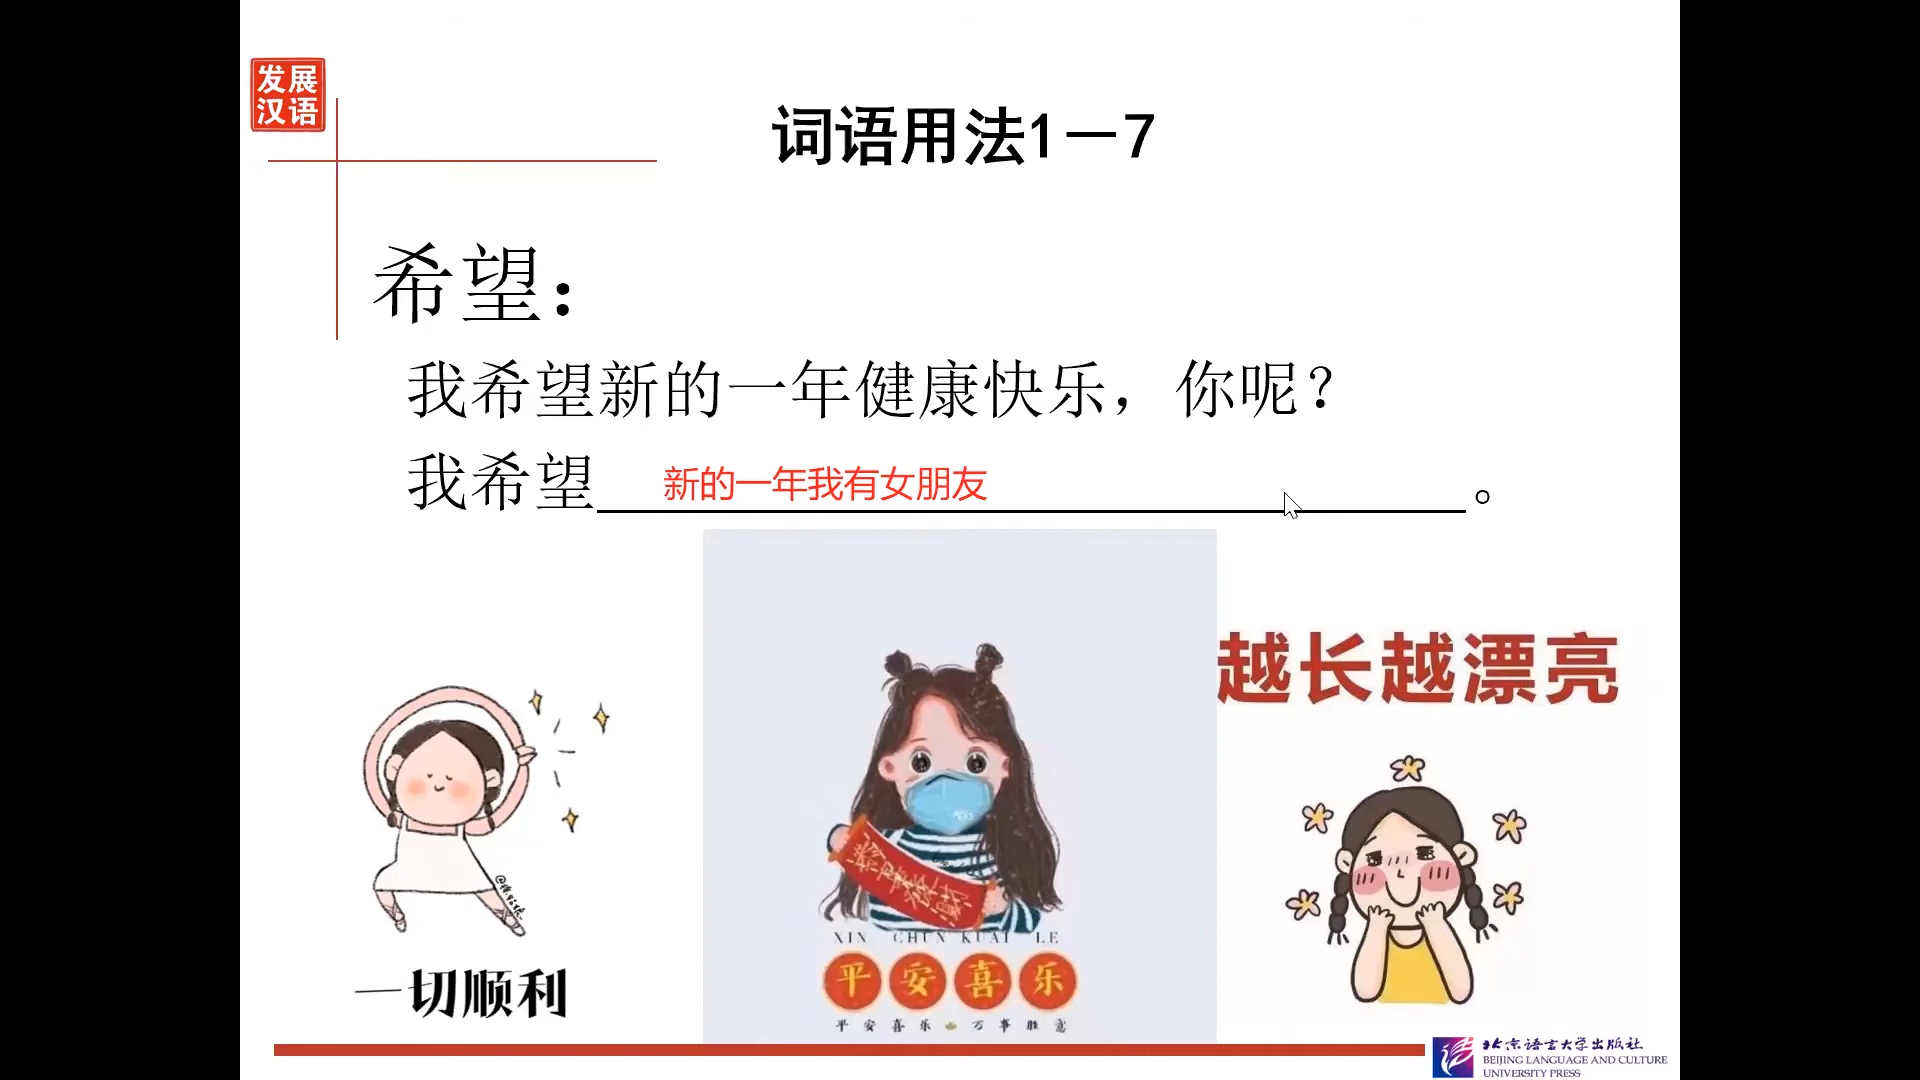 发展
汉语
词语用法1－7
希望：
我希望新的一年健康快乐，你呢？
我希望新的一年我有女朋友。
越长越漂亮
一切顺利
XIN CHUN KUAI LE
平安喜乐
平安喜乐 万事胜意
北京语言大学出版社
BEIJING LANGUAGE AND CULTURE
UNIVERSITY PRESS